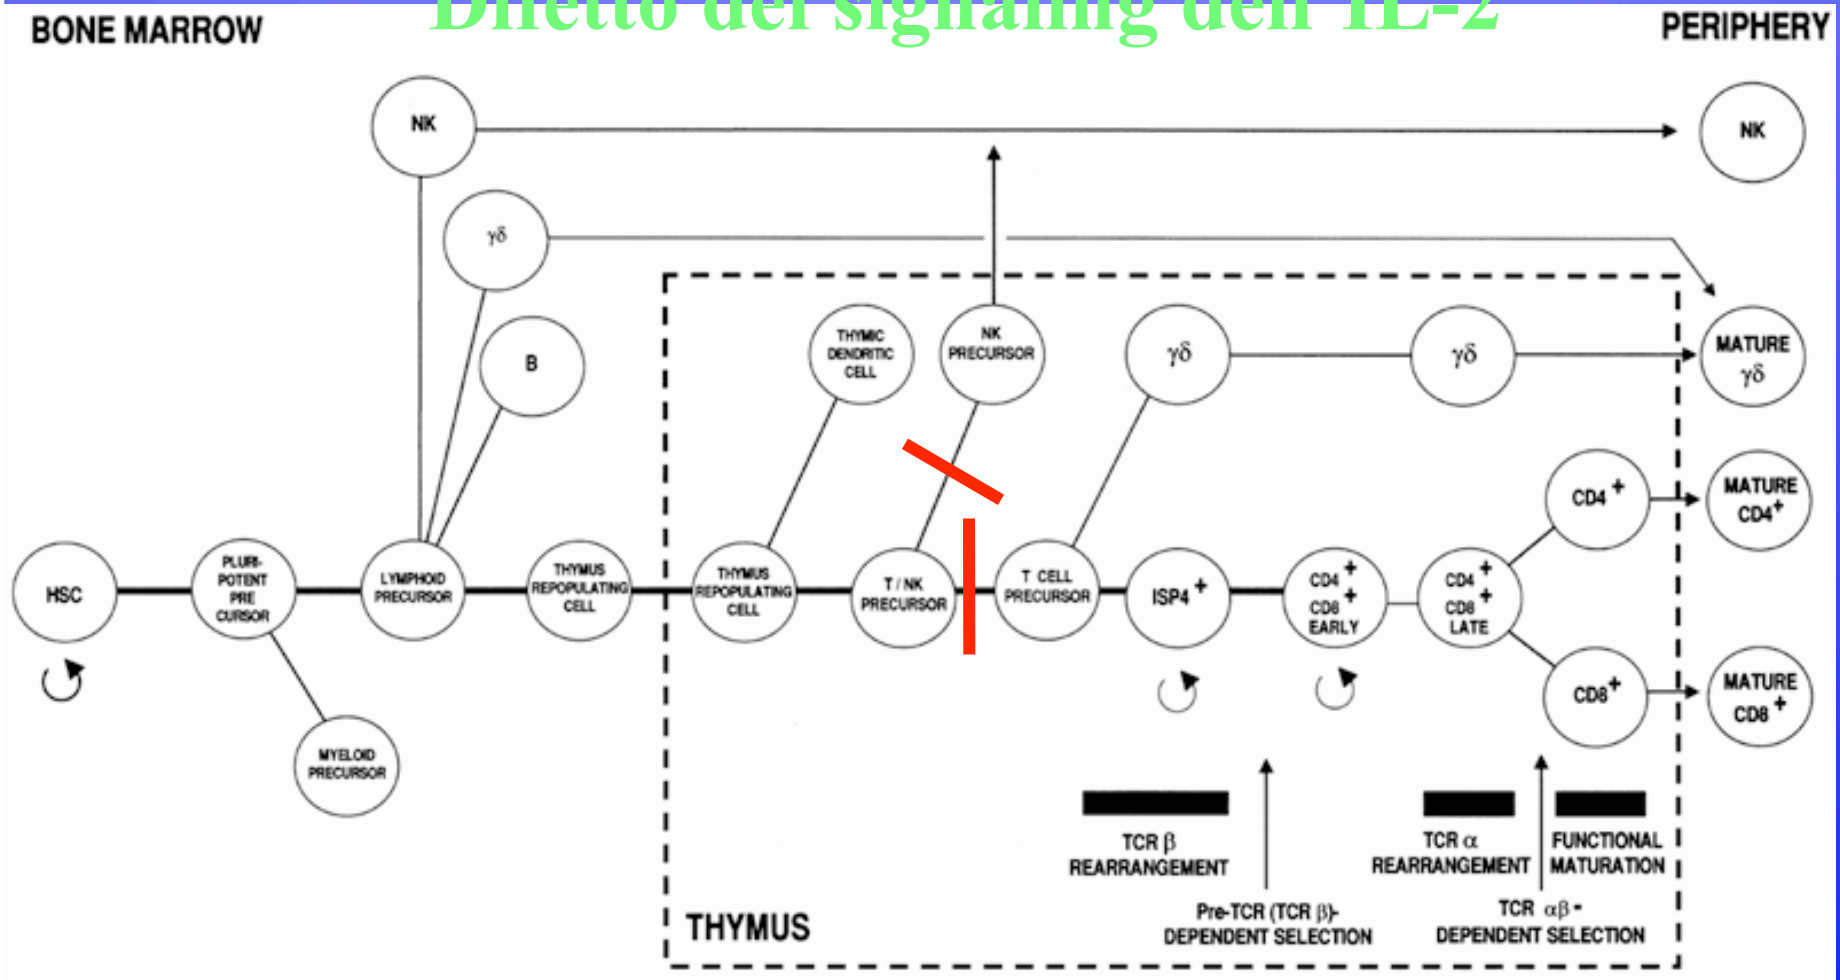 Difetto del signaling dell' IL-2
BONE MARROW
PERIPHERY
NK
NK
γδ
B
THYMIC
DENDRITIC
CELL
NK
PRECURSOR
γδ
γδ
MATURE
γδ
CD4 +
MATURE
CD4+
HSC
PLURI-
POTENT
PRE
CURSOR
LYMPHOID
PRECURSOR
THYMUS
REPOPULATING
CELL
THYMUS
REPOPULATING
CELL
T / NK
PRECURSOR
T CELL
PRECURSOR
ISP4 +
CD4 +
CD8 +
EARLY
CD4 +
CD8 +
LATE
CD8+
MATURE
CD8 +
MYELOID
PRECURSOR
TCR β
REARRANGEMENT
TCR α
REARRANGEMENT
FUNCTIONAL
MATURATION
Pre-TCR (TCR β)-
DEPENDENT SELECTION
TCR αβ -
DEPENDENT SELECTION
THYMUS